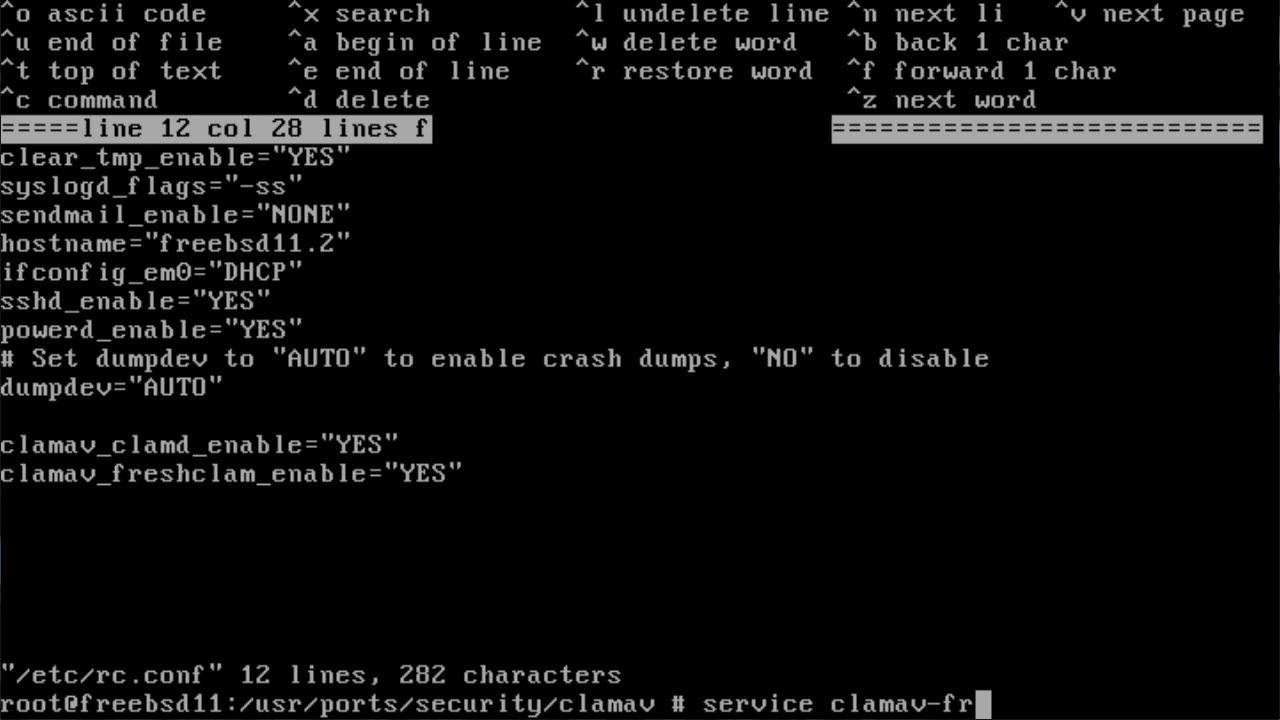 ^o ascii code     ^x search         ^l undelete line ^n next li   ^v next page
^u end of file    ^a begin of line  ^w delete word   ^b back 1 char
^t top of text    ^e end of line    ^r restore word  ^f forward 1 char
^c command        ^d delete                          ^z next word
=====line 12 col 28 lines f                         ===========================
clear_tmp_enable="YES"
syslogd_flags="-ss"
sendmail_enable="NONE"
hostname="freebsd11.2"
ifconfig_em0="DHCP"
sshd_enable="YES"
powerd_enable="YES"
# Set dumpdev to "AUTO" to enable crash dumps, "NO" to disable
dumpdev="AUTO"
clamav_clamd_enable="YES"
clamav_freshclam_enable="YES"
"/etc/rc.conf" 12 lines, 282 characters
root@freebsd11:/usr/ports/security/clamav # service clamav-fr